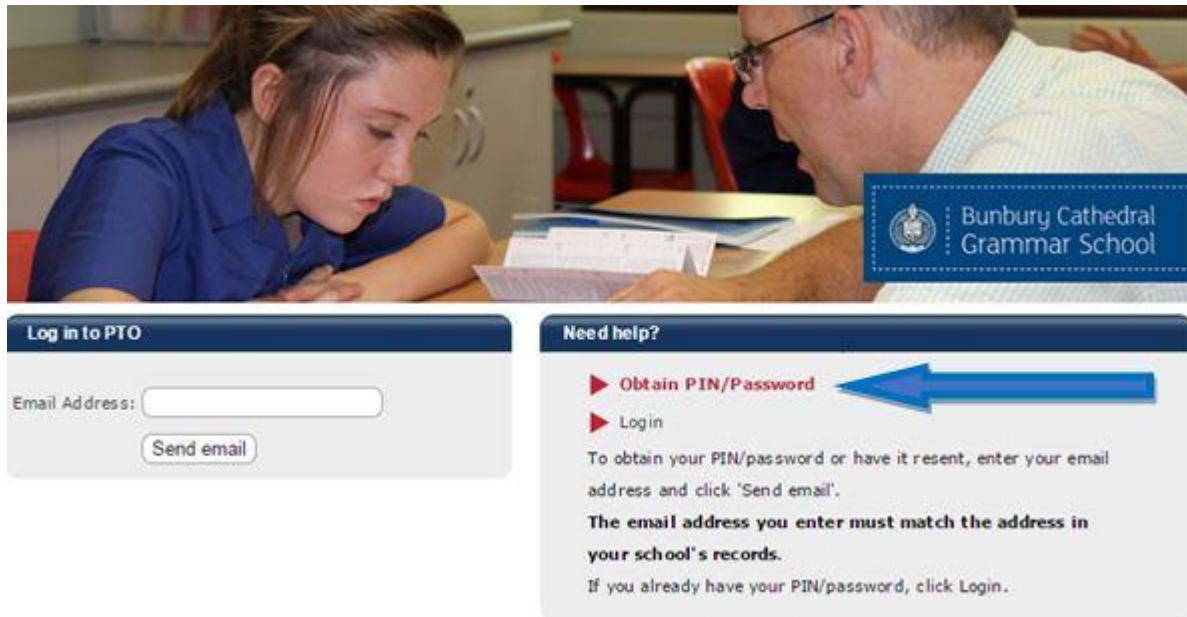 Bunbury Cathedral
Grammar School
Log in to PTO
Email Address:
Send email
Need help?
Obtain PIN/Password
Login
To obtain your PIN/password or have it resent, enter your email
address and click 'Send email'.
The email address you enter must match the address in
your school's records.
If you already have your PIN/password, click Login.